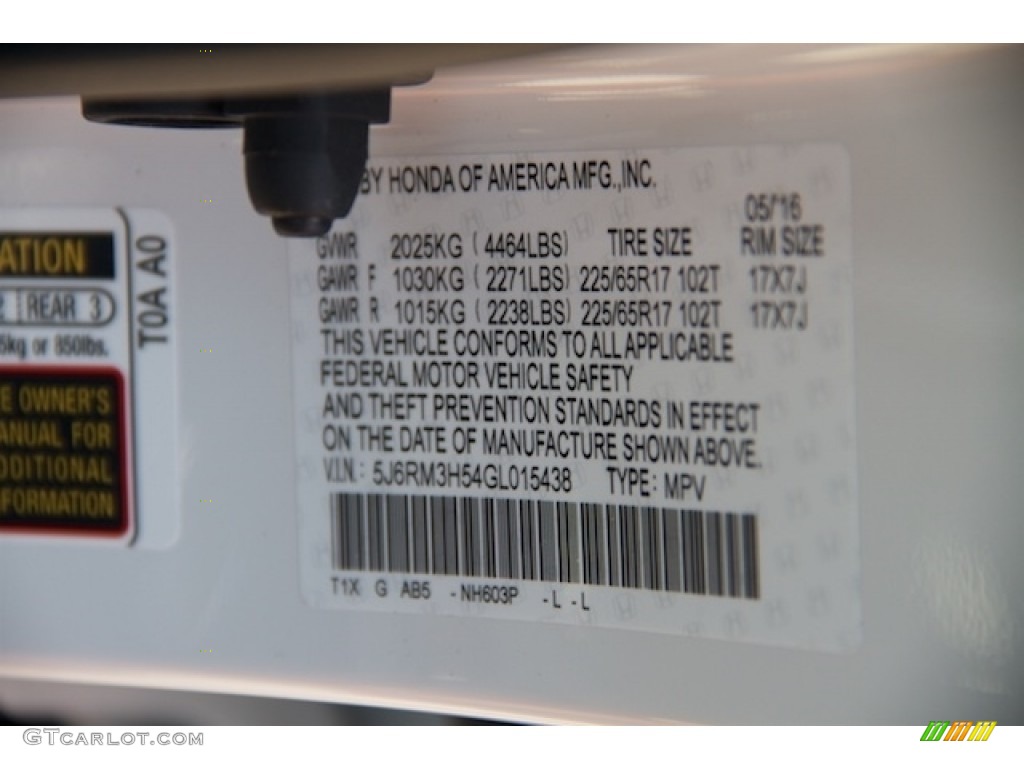 BY HONDA OF AMERICA MFG.,INC.
05/16
GVWR 2025KG ( 4464LBS) TIRE SIZE RIM SIZE
GAWR F 1030KG ( 2271LBS) 225/65R17 102T 17X7J
GAWR R 1015KG ( 2238LBS) 225/65R17 102T 17X7J
THIS VEHICLE CONFORMS TO ALL APPLICABLE
FEDERAL MOTOR VEHICLE SAFETY
AND THEFT PREVENTION STANDARDS IN EFFECT
ON THE DATE OF MANUFACTURE SHOWN ABOVE.
V.I.N.: 5J6RM3H54GL015438 TYPE: MPV
T1X G AB5 -NH603P -L -L
ATION
2 REAR 3
5kg or 850lbs.
E OWNER'S
ANUAL FOR
DDITIONAL
FORMATION
T0A A0
GTCARLOT.COM